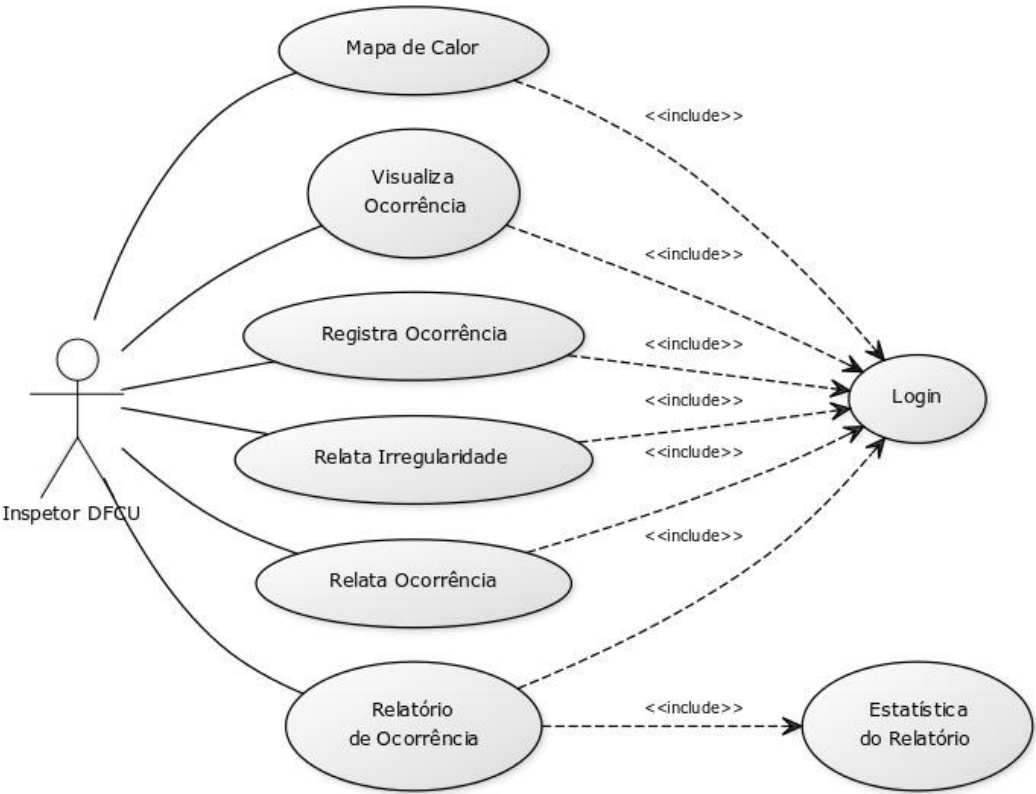 Mapa de Calor
<<include>>
Visualiza
Ocorrência
<<include>>
Registra Ocorrência
<<include>>
Login
<<include>>
Relata Irregularidade
<<include>>
Inspetor DFCU
<<include>>
Relata Ocorrência
Relatório
de Ocorrência
<<include>>
Estatística
do Relatório